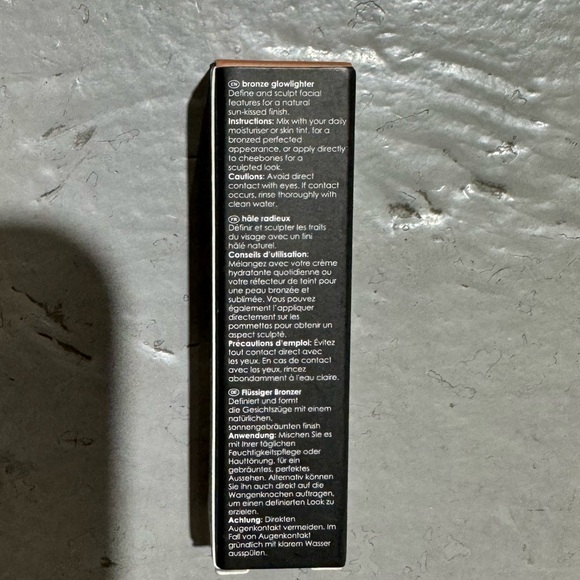 EN bronze glowlighter
Define and sculpt facial
features for a natural
sun-kissed finish.
Instructions: Mix with your daily
moisturiser or skin tint, for a
bronzed perfected
appearance, or apply directly
to cheebones for a
sculpted look.
Cautions: Avoid direct
contact with eyes. If contact
occurs, rinse thoroughly with
clean water.
FR hâle radieux
Définir et sculpter les traits
du visage avec un fini
hâlé naturel.
Conseils d'utilisation:
Mélangez avec votre crème
hydratante quotidienne ou
votre réfecteur de teint pour
une peau bronzée et
sublimée. Vous pouvez
également l'appliquer
directement sur les
pommettes pour obtenir un
aspect sculpté.
Précautions d'emploi: Évitez
tout contact direct avec
les yeux. En cas de contact
avec les yeux, rincez
abondamment à l'eau claire.
DE Flüssiger Bronzer
Definiert und formt
die Gesichtszüge mit einem
natürlichen,
sonnengebräunten finish
Anwendung: Mischen Sie es
mit Ihrer täglichen
Feuchtigkeitspflege oder
Hauttönung, für ein
gebräuntes, perfektes
Aussehen. Alternativ können
Sie ihn auch direkt auf die
Wangenknochen auftragen,
um einen definierten Look zu
erzielen.
Achtung: Direkten
Augenkontakt vermeiden. Im
Fall von Augenkontakt
gründlich mit klarem Wasser
ausspülen.